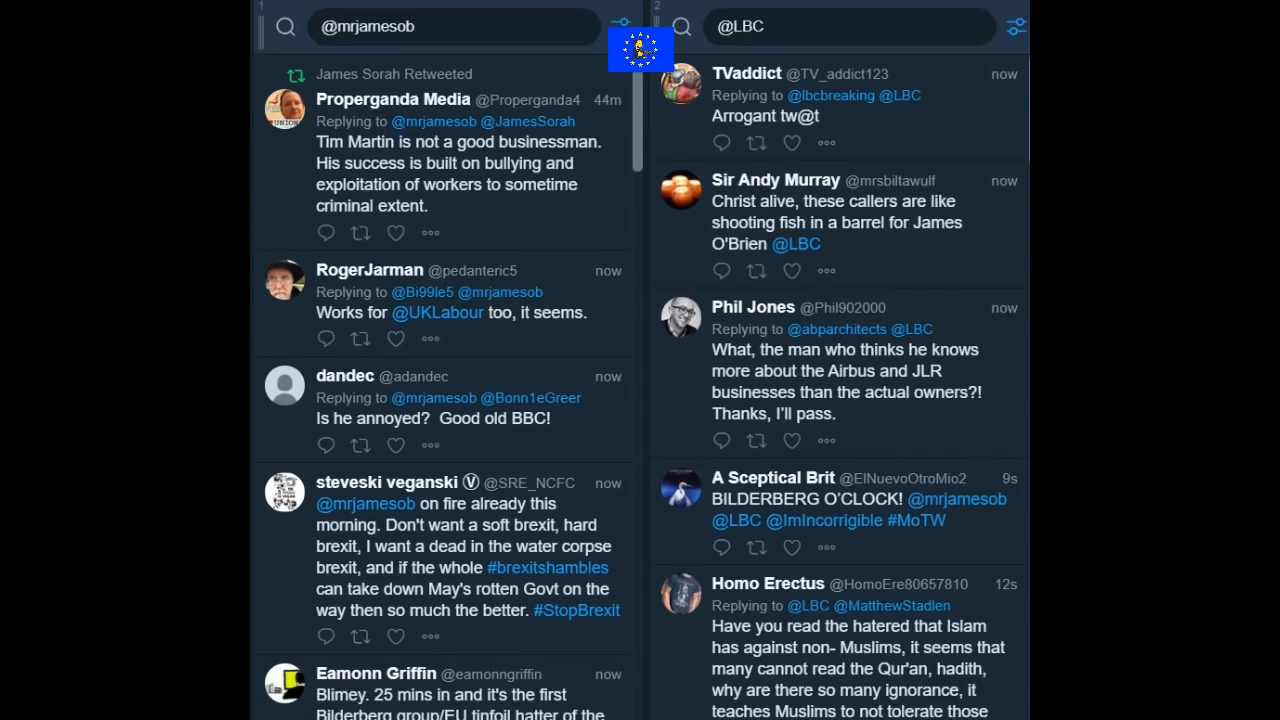 1
@mrjamesob
James Sorah Retweeted
Properganda Media @Properganda4 44m
Replying to @mrjamesob @JamesSorah
Tim Martin is not a good businessman.
His success is built on bullying and
exploitation of workers to sometime
criminal extent.
RogerJarman @pedanteric5 now
Replying to @Bi99le5 @mrjamesob
Works for @UKLabour too, it seems.
dandec @adandec now
Replying to @mrjamesob @Bonn1eGreer
Is he annoyed?  Good old BBC!
steveski veganski Ⓥ @SRE_NCFC now
@mrjamesob on fire already this
morning. Don't want a soft brexit, hard
brexit, I want a dead in the water corpse
brexit, and if the whole #brexitshambles
can take down May's rotten Govt on the
way then so much the better. #StopBrexit
Eamonn Griffin @eamonngriffin now
Blimey. 25 mins in and it's the first
Bilderberg group/EU tinfoil hatter of the
2
@LBC
TVaddict @TV_addict123 now
Replying to @lbcbreaking @LBC
Arrogant tw@t
Sir Andy Murray @mrsbiltawulf now
Christ alive, these callers are like
shooting fish in a barrel for James
O'Brien @LBC
Phil Jones @Phil902000 now
Replying to @abparchitects @LBC
What, the man who thinks he knows
more about the Airbus and JLR
businesses than the actual owners?!
Thanks, I’ll pass.
A Sceptical Brit @ElNuevoOtroMio2 9s
BILDERBERG O’CLOCK! @mrjamesob
@LBC @ImIncorrigible #MoTW
Homo Erectus @HomoEre80657810 12s
Replying to @LBC @MatthewStadlen
Have you read the hatered that Islam
has against non- Muslims, it seems that
many cannot read the Qur'an, hadith,
why are there so many ignorance, it
teaches Muslims to not tolerate those